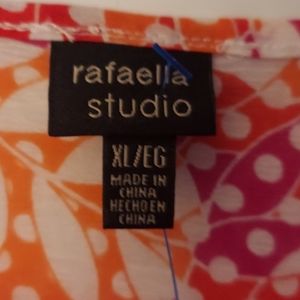 rafaella
studio
XL/EG
MADE IN
CHINA
HECHO EN
CHINA